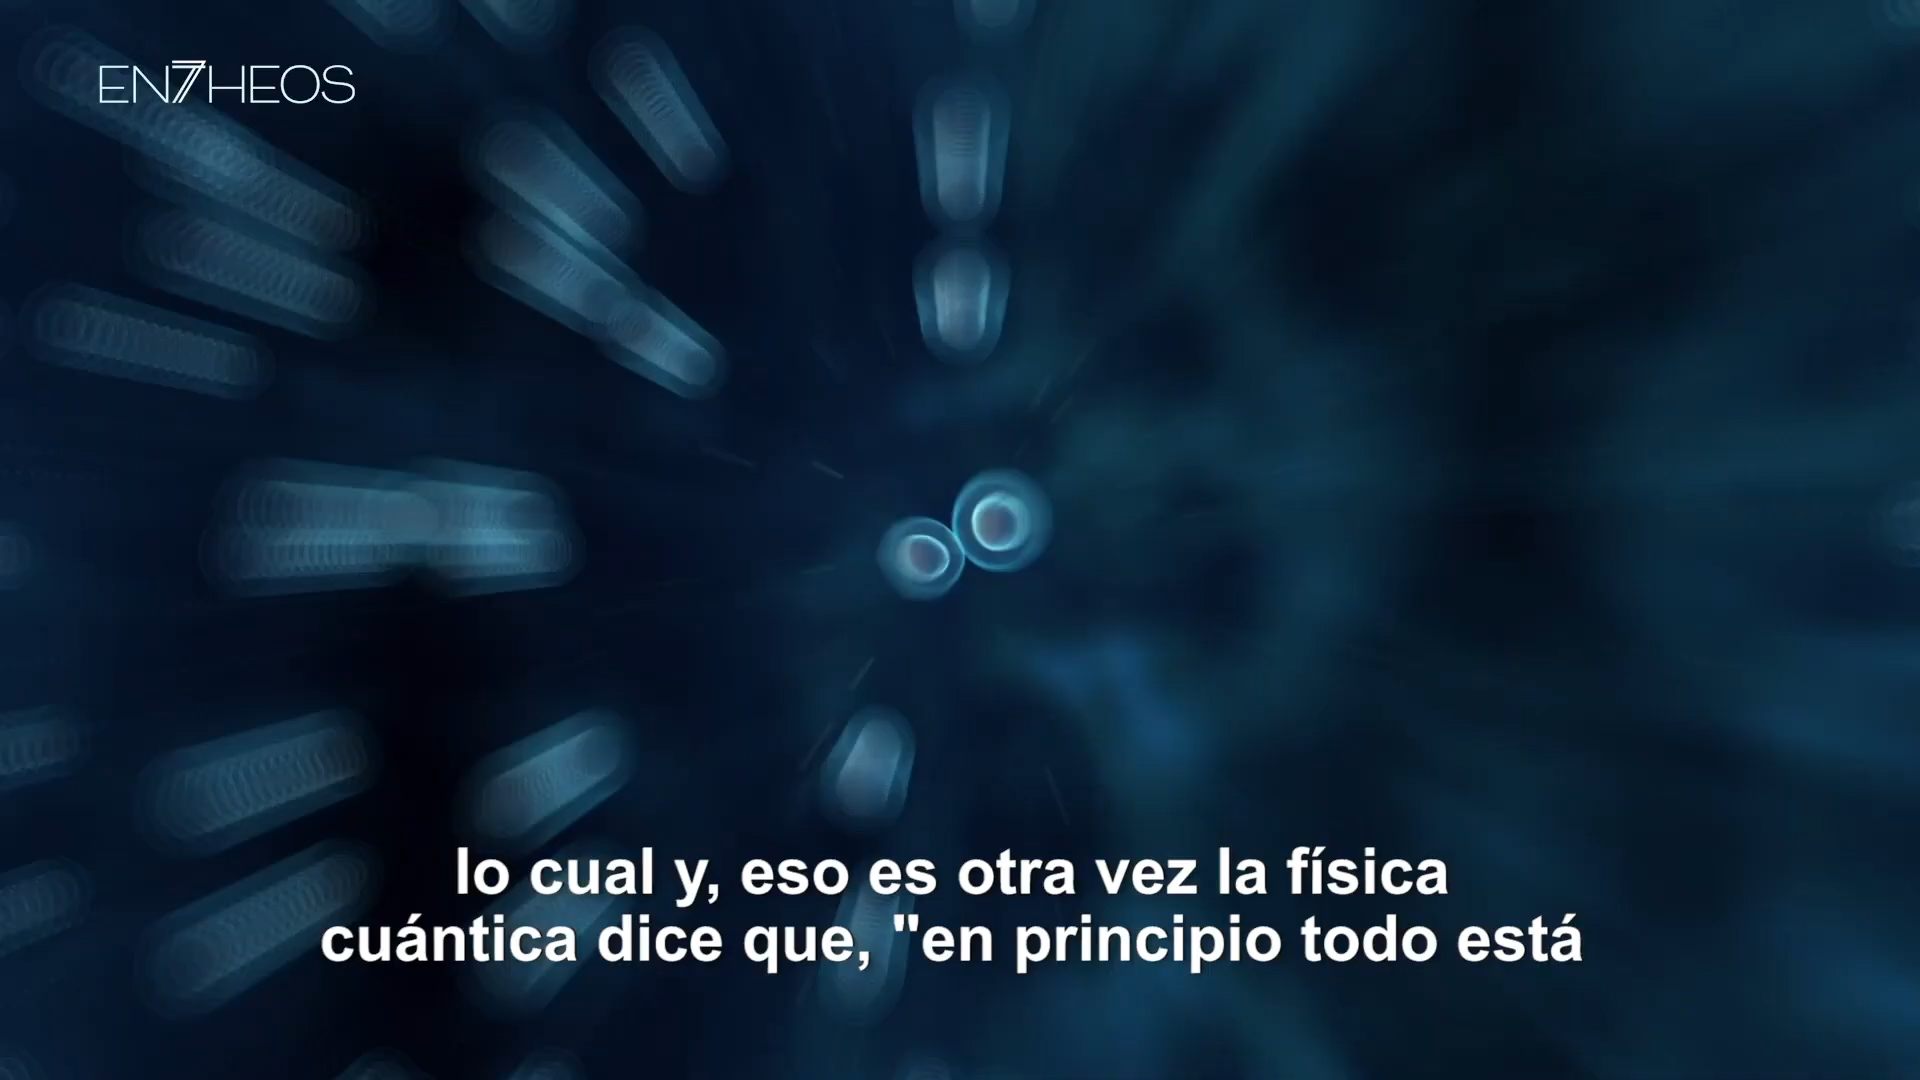 EN7HEOS
lo cual y, eso es otra vez la física
cuántica dice que, "en principio todo está